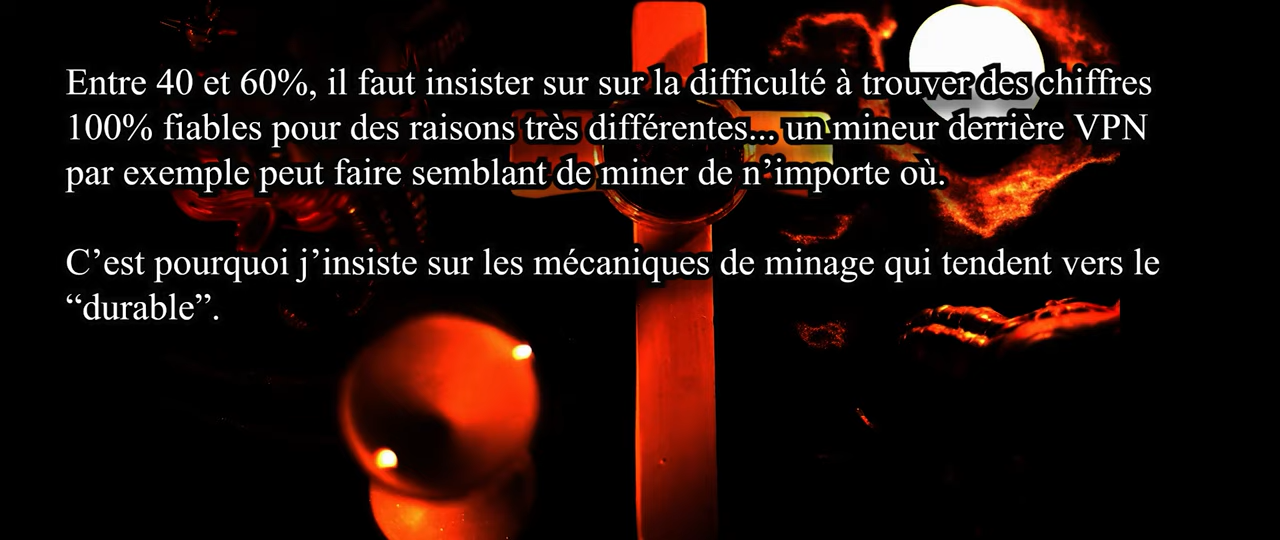 Entre 40 et 60%, il faut insister sur sur la difficulté à trouver des chiffres
100% fiables pour des raisons très différentes... un mineur derrière VPN
par exemple peut faire semblant de miner de n’importe où.
C’est pourquoi j’insiste sur les mécaniques de minage qui tendent vers le
“durable”.